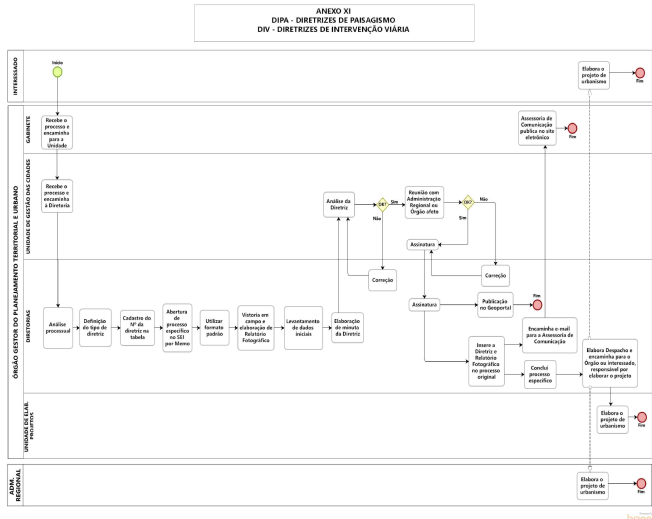 ANEXO XI
DIPA - DIRETRIZES DE PAISAGISMO
DIV - DIRETRIZES DE INTERVENÇÃO VIÁRIA
INTERESSADO
Início
Elabora o
projeto de
urbanismo
Fim
ÓRGÃO GESTOR DO PLANEJAMENTO TERRITORIAL E URBANO
GABINETE
Recebe o
processo e
encaminha
para a
Unidade
Assessoria de
Comunicação
publica no site
eletrônico
Fim
UNIDADE DE GESTÃO DAS CIDADES
Recebe o
processo e
encaminha
à Diretoria
Análise da
Diretriz
OK?
Sim
Não
Correção
Reunião com
Administração
Regional ou
Órgão afeto
OK?
Não
Sim
Assinatura
Correção
DIRETORIAS
Análise
processual
Definição
do tipo de
diretriz
Cadastro do
Nº da
diretriz na
tabela
Abertura
de
processo
específico
no SEI
por Memo
Utilizar
formato
padrão
Vistoria em
campo e
elaboração de
Relatório
Fotográfico
Levantamento
de dados
iniciais
Elaboração
de minuta
da Diretriz
Assinatura
Publicação
no Geoportal
Fim
Insere a
Diretriz e
Relatório
Fotográfico
no processo
original
Encaminha e-mail
para a Assessoria de
Comunicação
Conclui
processo
específico
Elabora Despacho e
encaminha para o
Órgão ou interessado,
responsável por
elaborar o projeto
UNIDADE DE ELAB.
PROJETOS
Elabora o
projeto de
urbanismo
Fim
ADM.
REGIONAL
Elabora o
projeto de
urbanismo
Fim